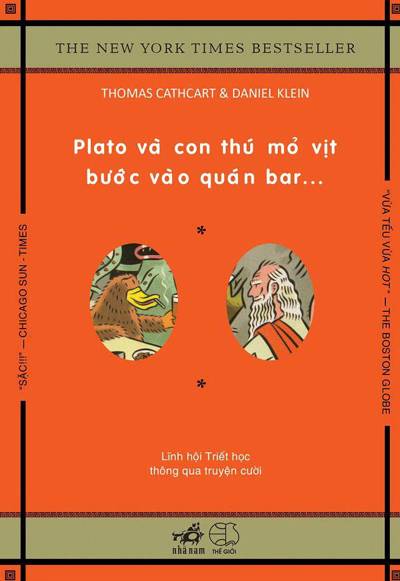 THE NEW YORK TIMES BESTSELLER
THOMAS CATHCART & DANIEL KLEIN
Plato và con thú mỏ vịt
bước vào quán bar...
*
"SẶC!!!" — CHICAGO SUN - TIMES
"VỪA TẾU VỪA HOT" — THE BOSTON GLOBE
*
Lĩnh hội Triết học
thông qua truyện cười
nhã nam
THẾ GIỚI